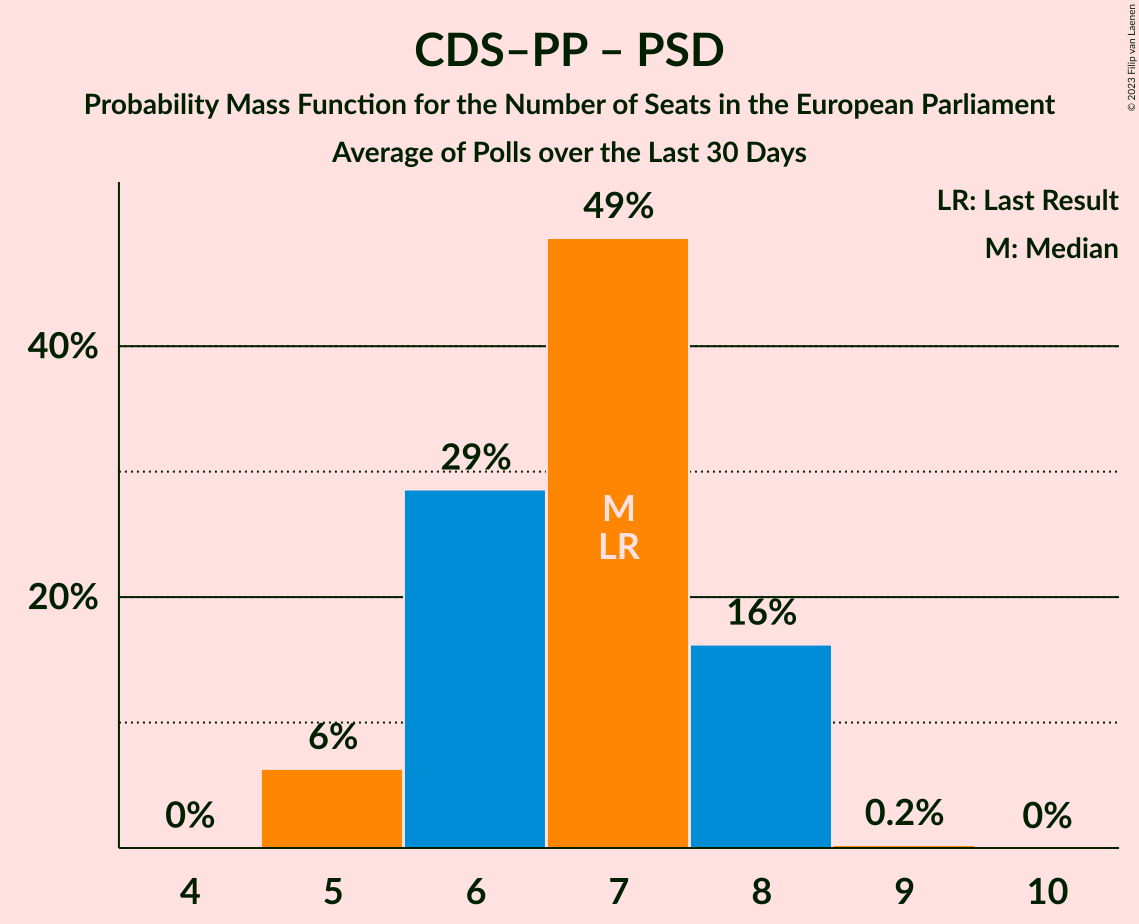 CDS–PP – PSD
Probability Mass Function for the Number of Seats in the European Parliament
Average of Polls over the Last 30 Days
© 2023 Filip van Laenen
LR: Last Result
M: Median
49%
40%
29%
M
LR
20%
16%
6%
0%
0.2%
0%
4 5 6 7 8 9 10